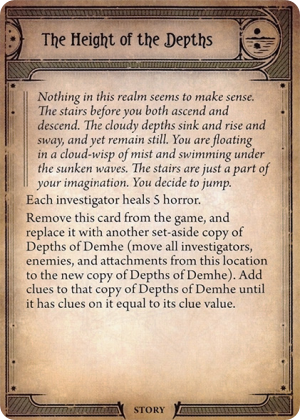 The Height of the Depths
Nothing in this realm seems to make sense.
The stairs before you both ascend and
descend. The cloudy depths sink and rise and
sway, and yet remain still. You are floating
in a cloud-wisp of mist and swimming under
the sunken waves. The stairs are just a part of
your imagination. You decide to jump.
Each investigator heals 5 horror.
Remove this card from the game, and
replace it with another set-aside copy of
Depths of Demhe (move all investigators,
enemies, and attachments from this location
to the new copy of Depths of Demhe). Add
clues to that copy of Depths of Demhe until
it has clues on it equal to its clue value.
STORY